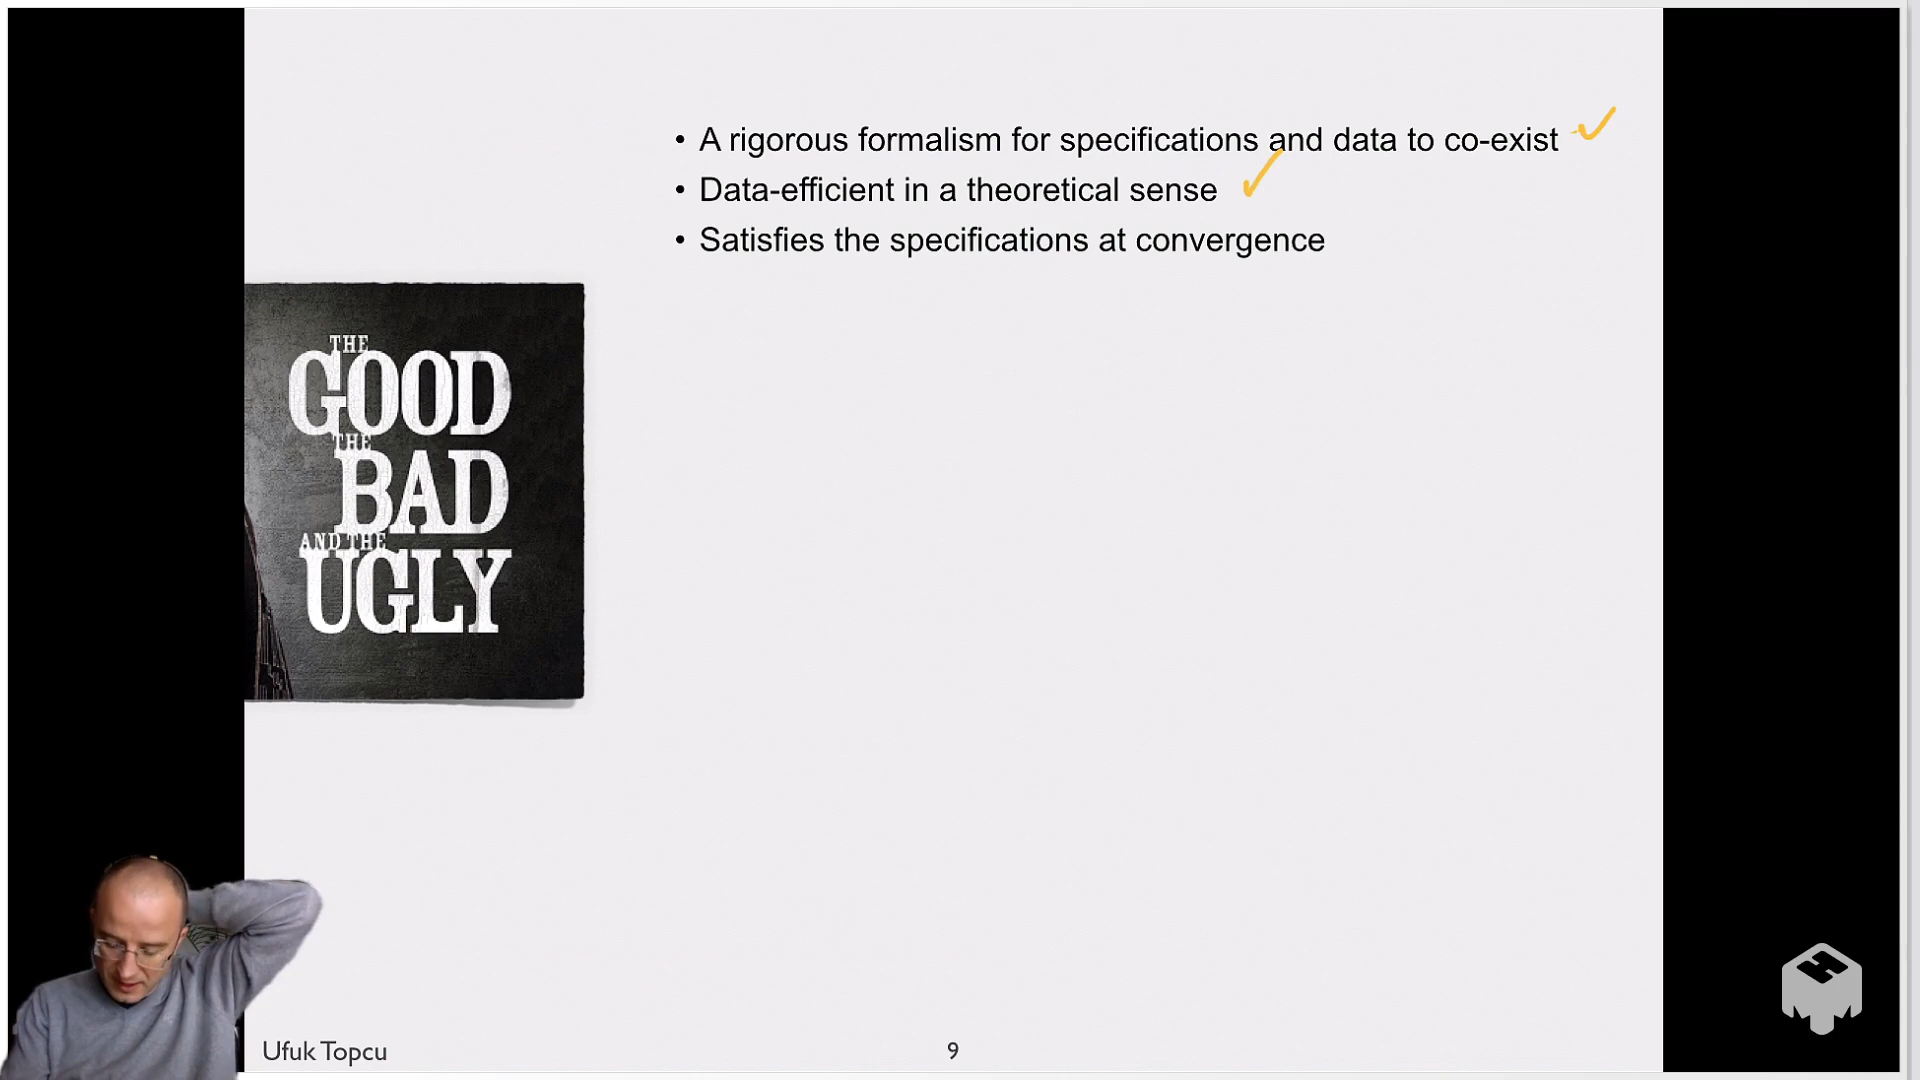 • A rigorous formalism for specifications and data to co-exist
• Data-efficient in a theoretical sense
• Satisfies the specifications at convergence
THE
GOOD
THE
BAD
AND THE
UGLY
Ufuk Topcu
9